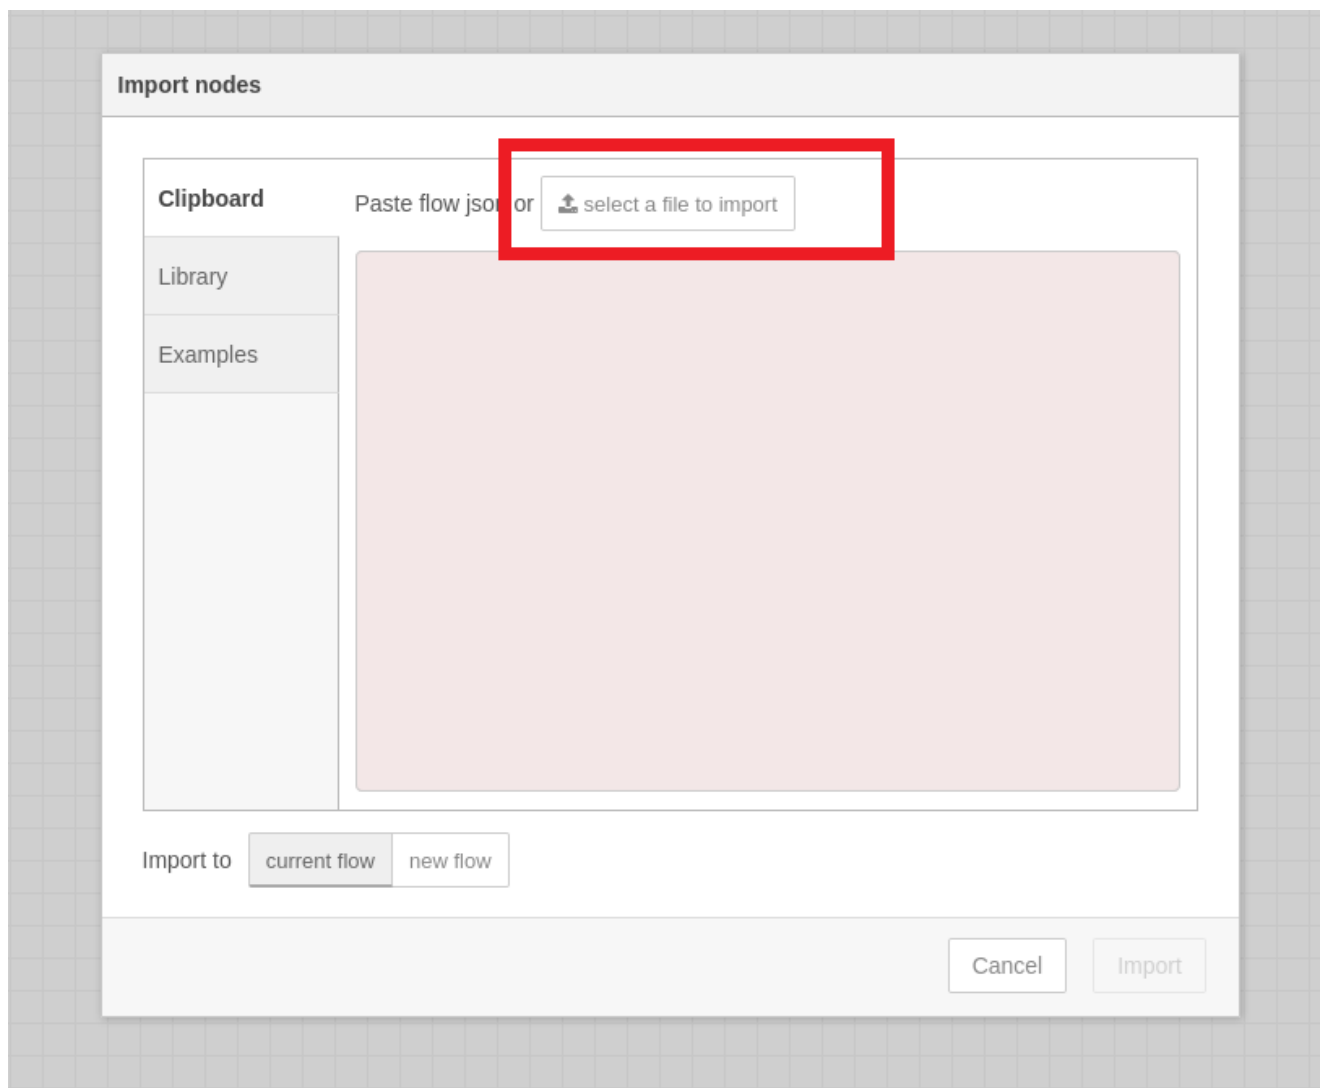 Import nodes
Clipboard
Paste flow json or select a file to import
Library
Examples
Import to current flow new flow
Cancel Import